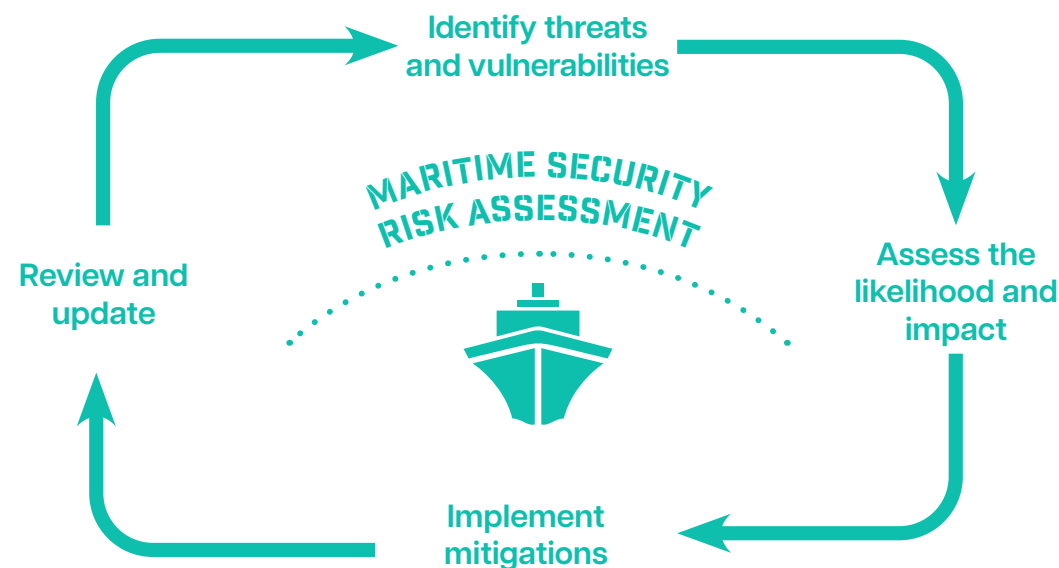 Identify threats
and vulnerabilities
MARITIME SECURITY
RISK ASSESSMENT
Assess the
likelihood and
impact
Review and
update
Implement
mitigations